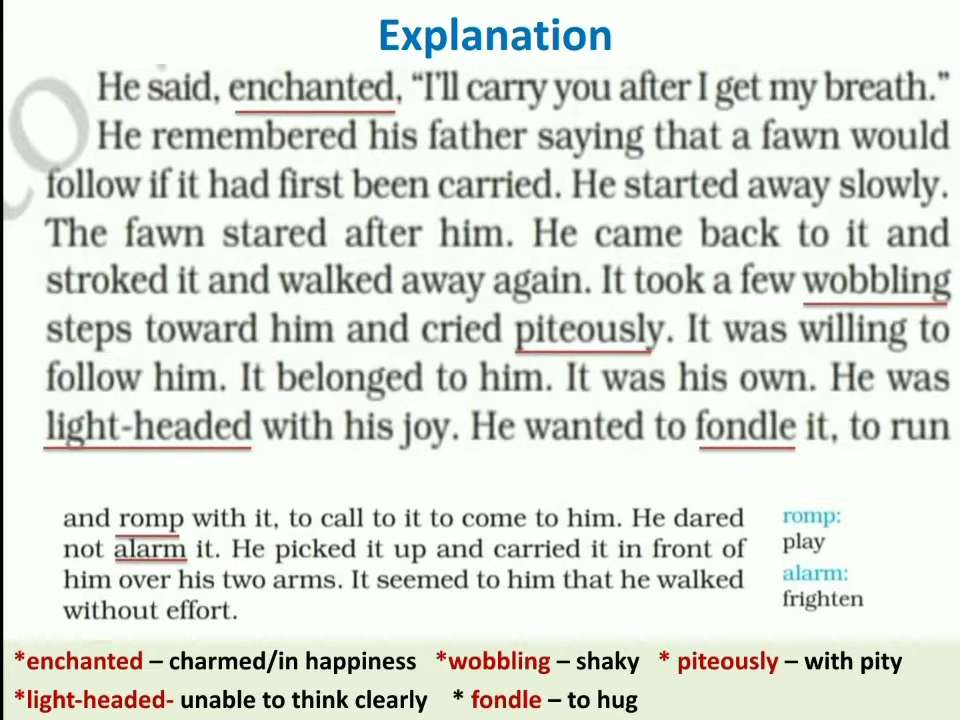 Explanation
He said, enchanted, “I’ll carry you after I get my breath.”
He remembered his father saying that a fawn would
follow if it had first been carried. He started away slowly.
The fawn stared after him. He came back to it and
stroked it and walked away again. It took a few wobbling
steps toward him and cried piteously. It was willing to
follow him. It belonged to him. It was his own. He was
light-headed with his joy. He wanted to fondle it, to run
and romp with it, to call to it to come to him. He dared
not alarm it. He picked it up and carried it in front of
him over his two arms. It seemed to him that he walked
without effort.
romp:
play
alarm:
frighten
*enchanted – charmed/in happiness *wobbling – shaky * piteously – with pity
*light-headed- unable to think clearly * fondle – to hug